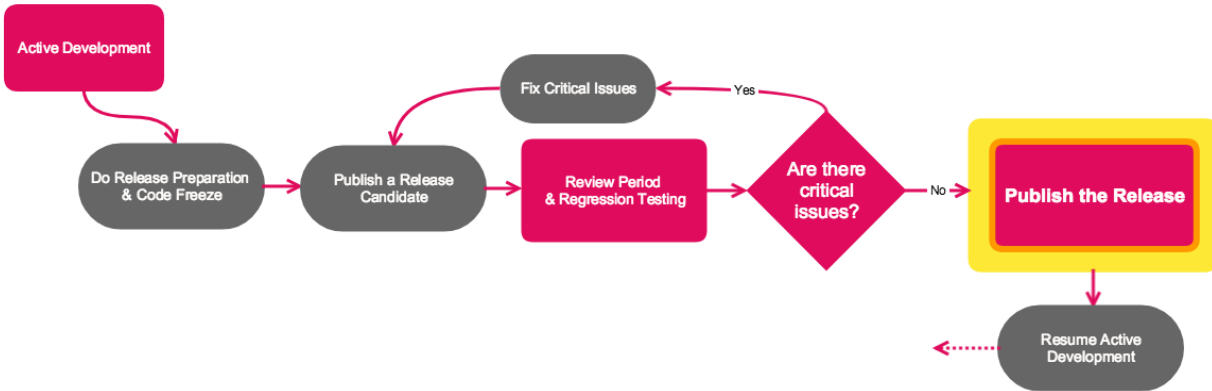 Active Development
Do Release Preparation
& Code Freeze
Publish a Release
Candidate
Fix Critical Issues
Review Period
& Regression Testing
Are there
critical
issues?
Yes
No
Publish the Release
Resume Active
Development